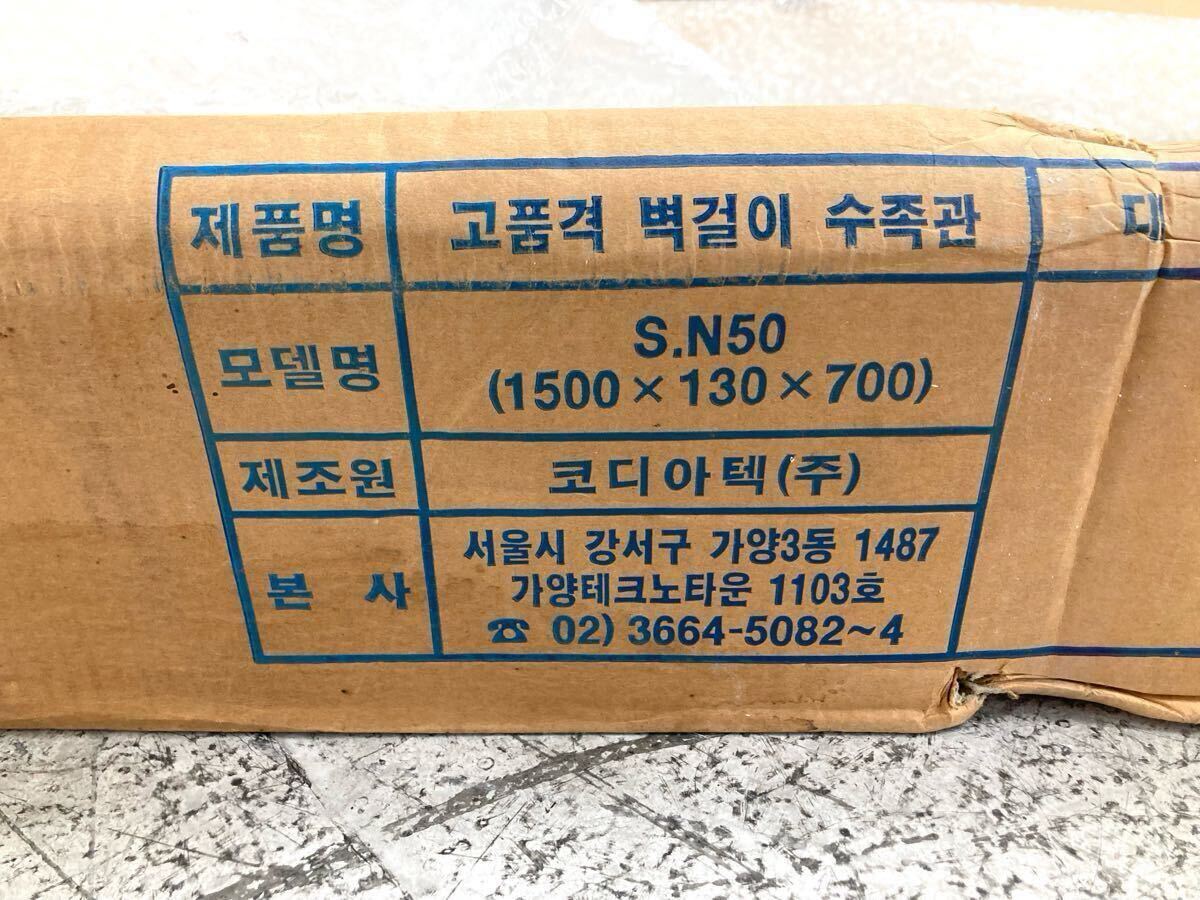 제품명 고품격 벽걸이 수족관 대
모델명 S.N50
(1500×130×700)
제조원 코디아텍(주)
본 사 서울시 강서구 가양3동 1487
가양테크노타운 1103호
☎ 02) 3664-5082~4